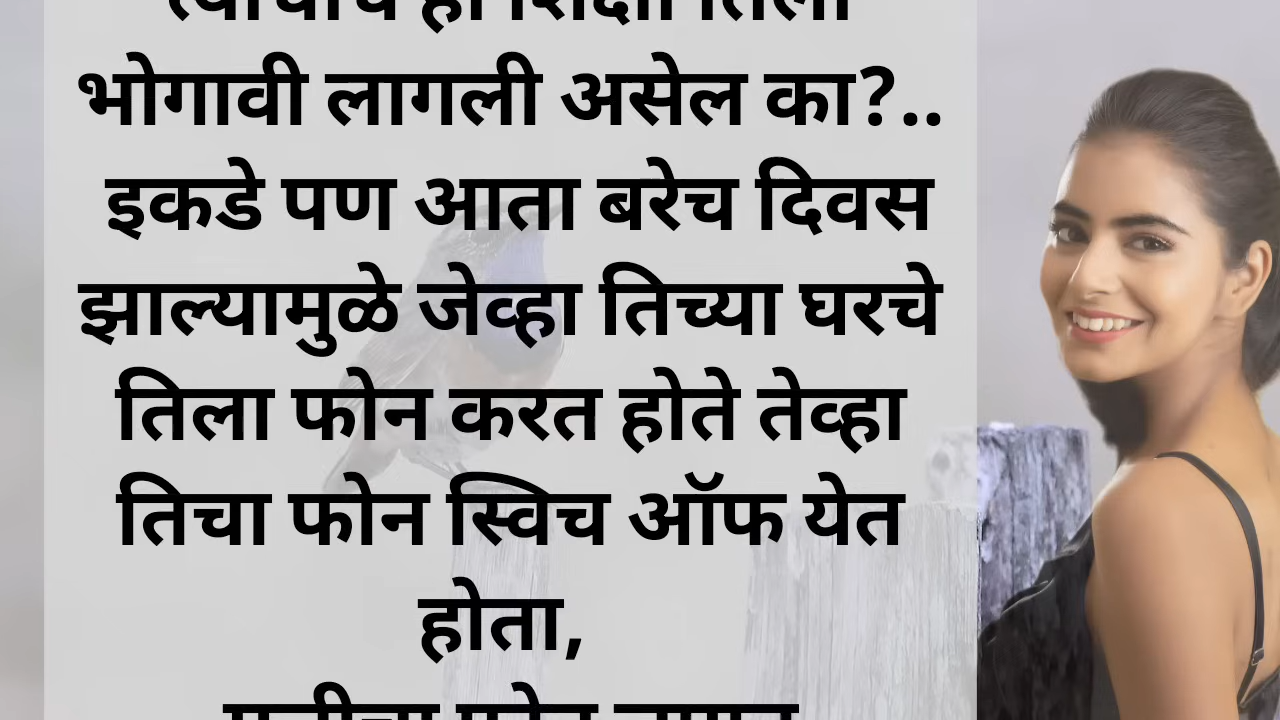 भोगावी लागली असेल का?..
इकडे पण आता बरेच दिवस
झाल्यामुळे जेव्हा तिच्या घरचे
तिला फोन करत होते तेव्हा
तिचा फोन स्विच ऑफ येत
होता,